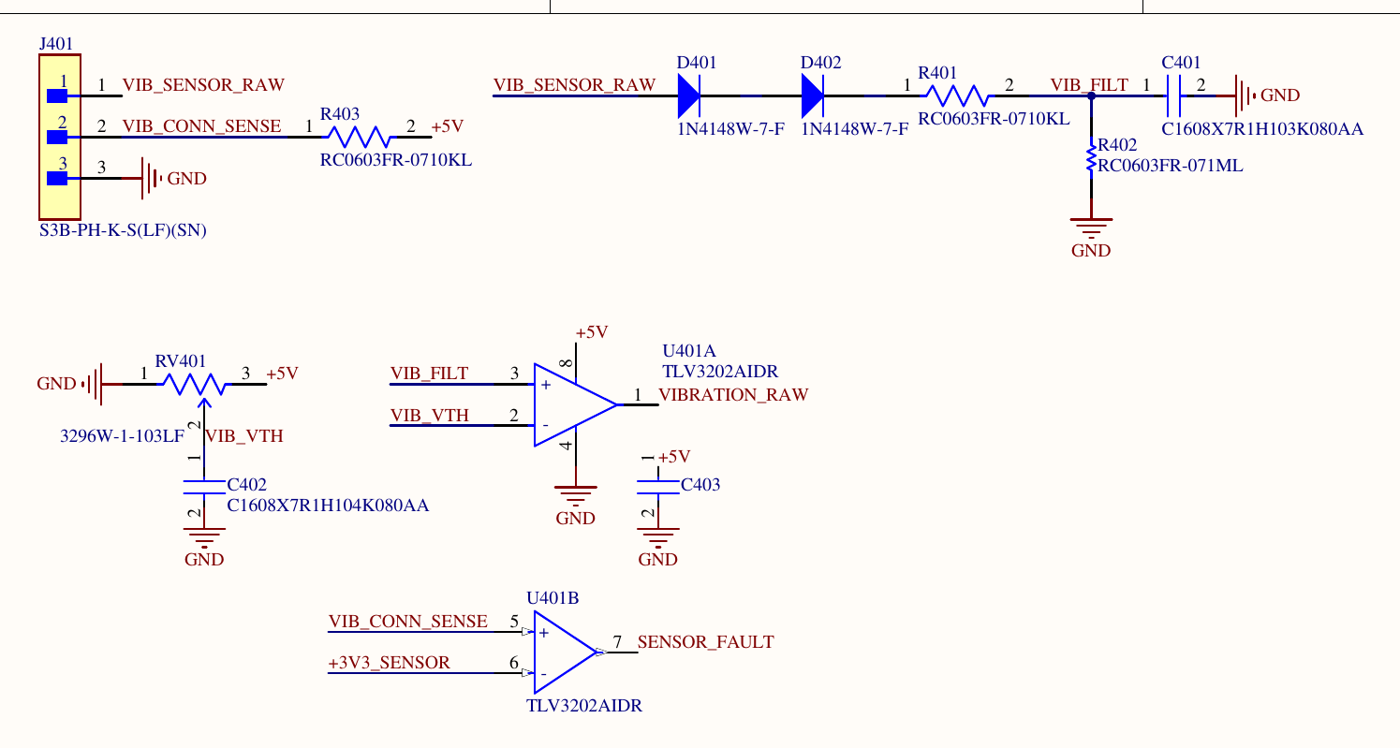 J401
1 1 VIB_SENSOR_RAW
2 2 VIB_CONN_SENSE
3 3 GND
S3B-PH-K-S(LF)(SN)
R403
1 2 +5V
RC0603FR-0710KL
VIB_SENSOR_RAW
D401
1N4148W-7-F
D402
1N4148W-7-F
R401
1 2
RC0603FR-0710KL
VIB_FILT
C401
1 2 GND
C1608X7R1H103K080AA
R402
RC0603FR-071ML
GND
RV401
GND 1 3 +5V
3296W-1-103LF
2 VIB_VTH
1
C402
C1608X7R1H104K080AA
2
GND
+5V
8
U401A
TLV3202AIDR
VIB_FILT 3 +
VIB_VTH 2 -
1 VIBRATION_RAW
4
GND
1 +5V
C403
2
GND
U401B
VIB_CONN_SENSE 5 +
+3V3_SENSOR 6 -
7 SENSOR_FAULT
TLV3202AIDR